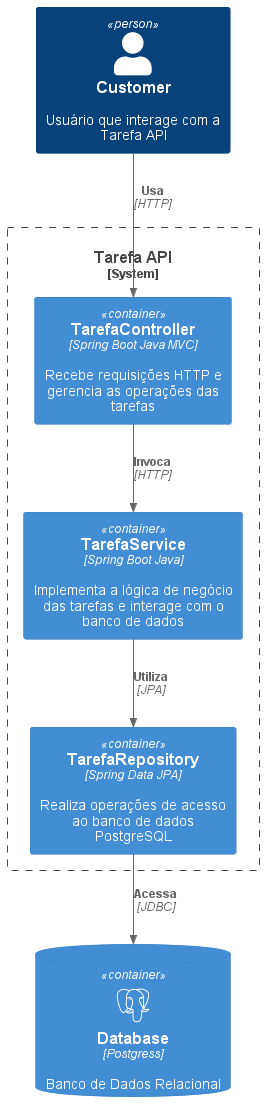 «person»
Customer
Usuário que interage com a
Tarefa API
Usa
[HTTP]
Tarefa API
[System]
«container»
TarefaController
[Spring Boot Java MVC]
Recebe requisições HTTP e
gerencia as operações das
tarefas
Invoca
[HTTP]
«container»
TarefaService
[Spring Boot Java]
Implementa a lógica de negócio
das tarefas e interage com o
banco de dados
Utiliza
[JPA]
«container»
TarefaRepository
[Spring Data JPA]
Realiza operações de acesso
ao banco de dados
PostgreSQL
Acessa
[JDBC]
«container»
Database
[Postgress]
Banco de Dados Relacional